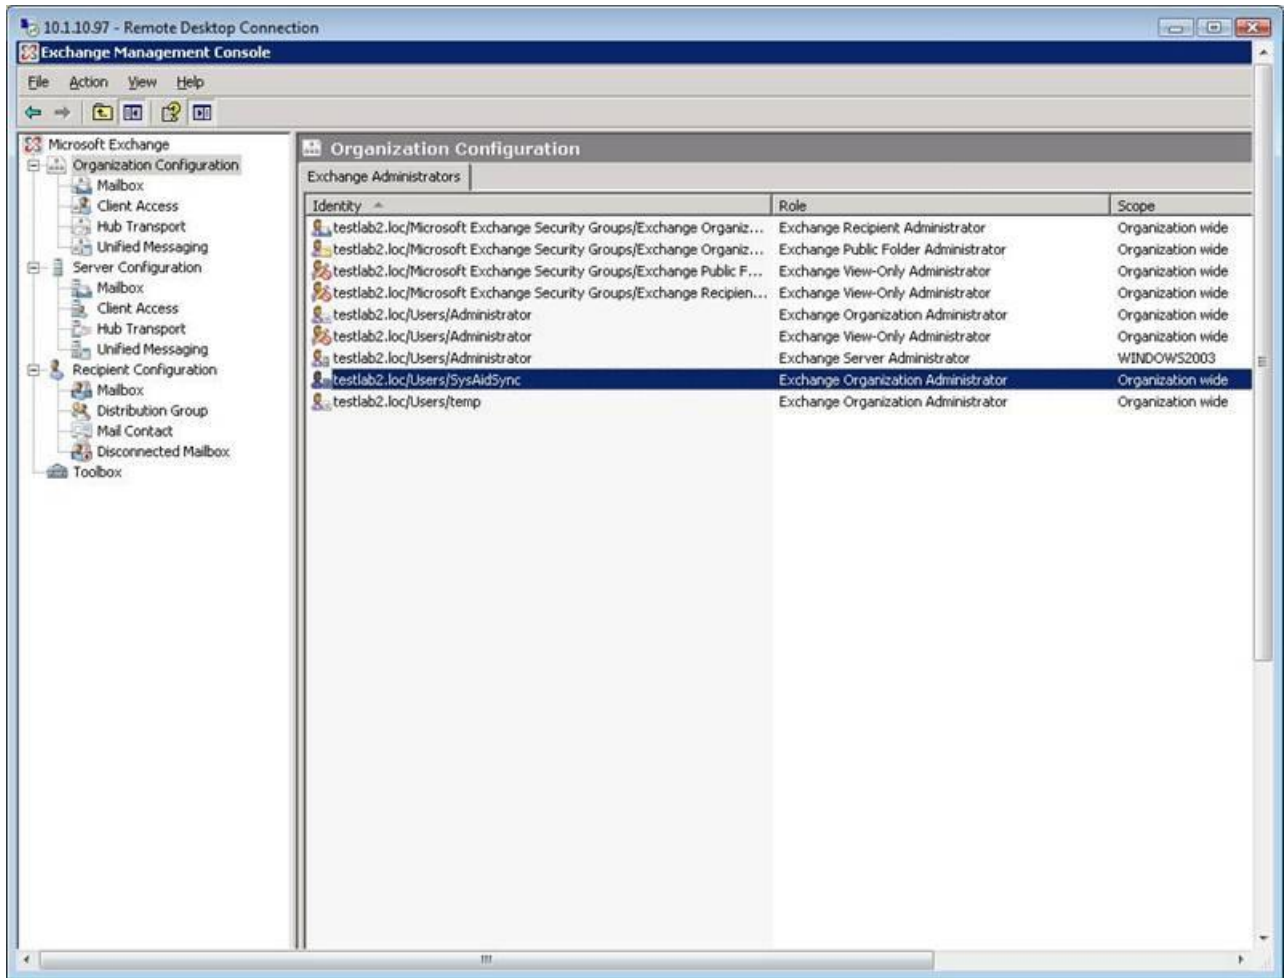 10.1.10.97 - Remote Desktop Connection
Exchange Management Console
File Action View Help
Microsoft Exchange
Organization Configuration
Mailbox
Client Access
Hub Transport
Unified Messaging
Server Configuration
Mailbox
Client Access
Hub Transport
Unified Messaging
Recipient Configuration
Mailbox
Distribution Group
Mail Contact
Disconnected Mailbox
Toolbox
Organization Configuration
Exchange Administrators
Identity Role Scope
testlab2.loc/Microsoft Exchange Security Groups/Exchange Organiz... Exchange Recipient Administrator Organization wide
testlab2.loc/Microsoft Exchange Security Groups/Exchange Organiz... Exchange Public Folder Administrator Organization wide
testlab2.loc/Microsoft Exchange Security Groups/Exchange Public F... Exchange View-Only Administrator Organization wide
testlab2.loc/Microsoft Exchange Security Groups/Exchange Recipien... Exchange View-Only Administrator Organization wide
testlab2.loc/Users/Administrator Exchange Organization Administrator Organization wide
testlab2.loc/Users/Administrator Exchange View-Only Administrator Organization wide
testlab2.loc/Users/Administrator Exchange Server Administrator WINDOWS2003
testlab2.loc/Users/SysAidSync Exchange Organization Administrator Organization wide
testlab2.loc/Users/temp Exchange Organization Administrator Organization wide